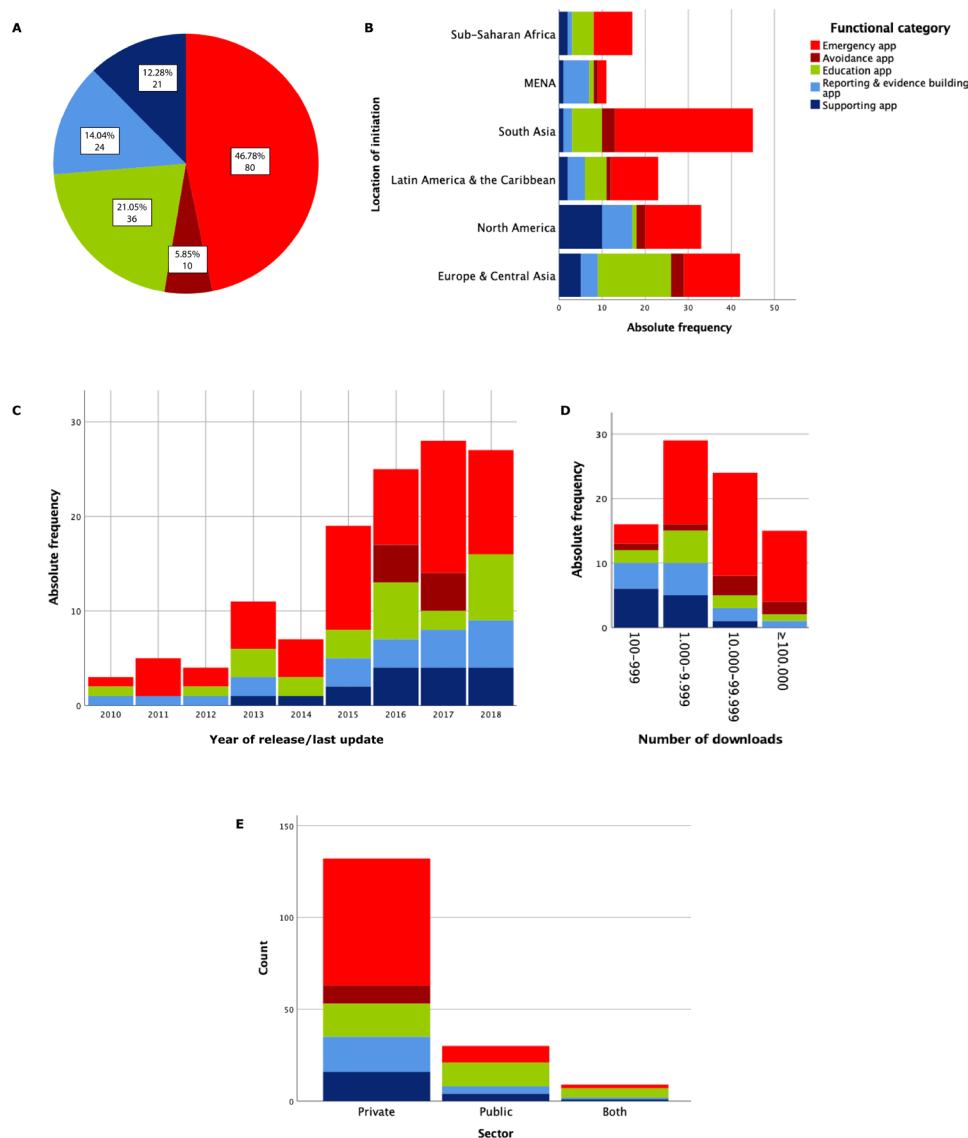 A
12.28%
21
14.04%
24
46.78%
80
21.05%
36
5.85%
10
B
Location of initiation
Sub-Saharan Africa
MENA
South Asia
Latin America & the Caribbean
North America
Europe & Central Asia
0 10 20 30 40 50
Absolute frequency
Functional category
Emergency app
Avoidance app
Education app
Reporting & evidence building
app
Supporting app
C
Absolute frequency
30
20
10
0
2010 2011 2012 2013 2014 2015 2016 2017 2018
Year of release/last update
D
Absolute frequency
30
20
10
0
100-999
1.000-9.999
10.000-99.999
≥100.000
Number of downloads
E
Count
150
100
50
0
Private Public Both
Sector